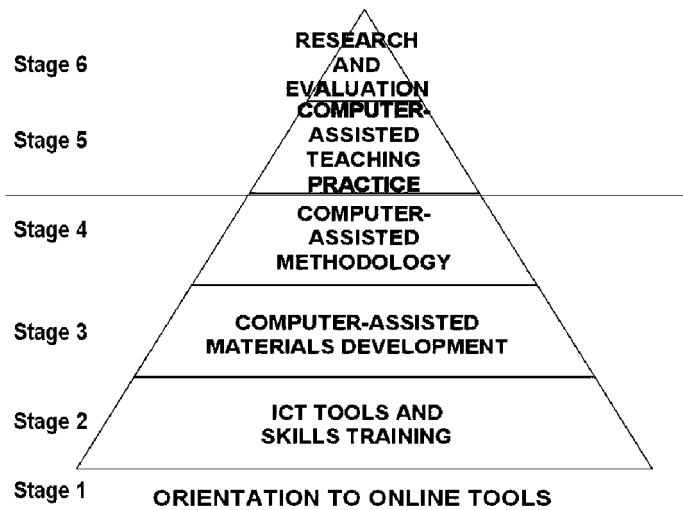 Stage 6
RESEARCH
AND
EVALUATION
Stage 5
COMPUTER-
ASSISTED
TEACHING
PRACTICE
Stage 4
COMPUTER-
ASSISTED
METHODOLOGY
Stage 3
COMPUTER-ASSISTED
MATERIALS DEVELOPMENT
Stage 2
ICT TOOLS AND
SKILLS TRAINING
Stage 1
ORIENTATION TO ONLINE TOOLS